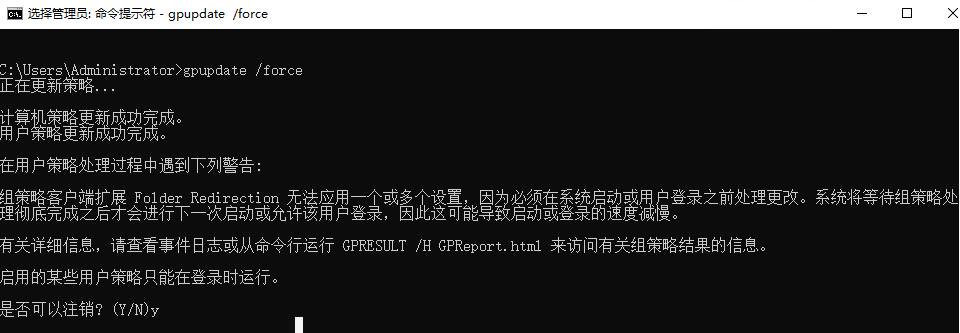 选择管理员: 命令提示符 - gpupdate  /force
C:\Users\Administrator>gpupdate /force
正在更新策略...
计算机策略更新成功完成。
用户策略更新成功完成。
在用户策略处理过程中遇到下列警告:
组策略客户端扩展 Folder Redirection 无法应用一个或多个设置，因为必须在系统启动或用户登录之前处理更改。系统将等待组策略处
理彻底完成之后才会进行下一次启动或允许该用户登录，因此这可能导致启动或登录的速度减慢。
有关详细信息，请查看事件日志或从命令行运行 GPRESULT /H GPReport.html 来访问有关组策略结果的信息。
启用的某些用户策略只能在登录时运行。
是否可以注销? (Y/N)y